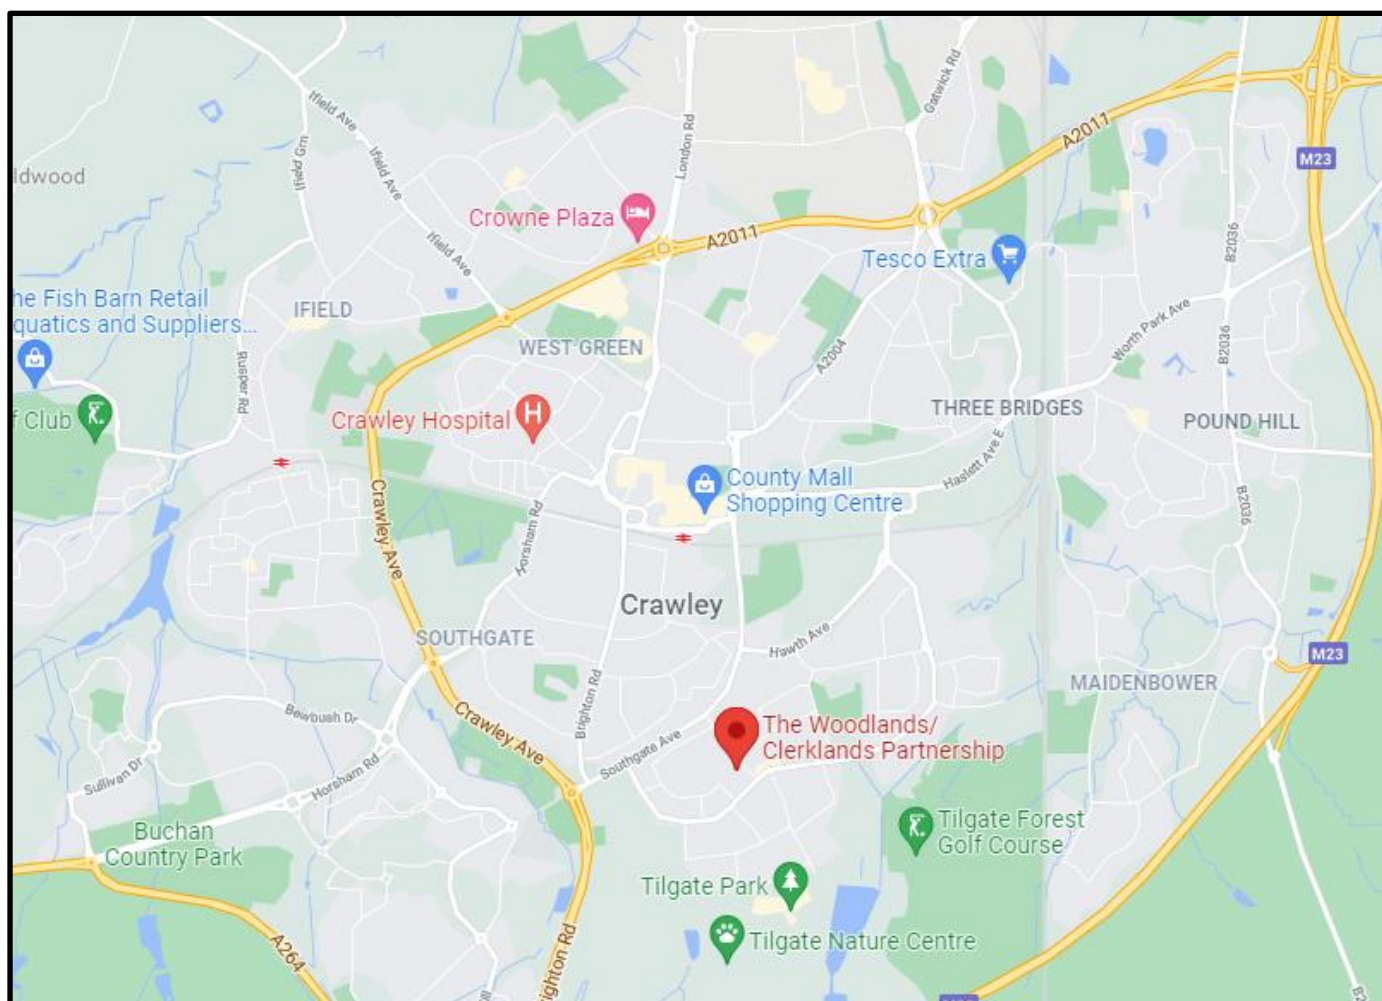 Gatwick Rd
London Rd
Ifield Ave
A2011
M23
Ifield Grn
Ifield Ave
ldwood
Crowne Plaza
A2011
Ifield Ave
B2036
Tesco Extra
he Fish Barn Retail
quatics and Suppliers...
IFIELD
WEST GREEN
A2004
Worth Park Ave
B2036
Rusper Rd
f Club
Crawley Hospital
THREE BRIDGES
POUND HILL
County Mall
Shopping Centre
Haslett Ave E
Crawley Ave
Horsham Rd
B2036
Crawley
SOUTHGATE
Hawth Ave
M23
MAIDENBOWER
Brighton Rd
Bewbush Dr
Crawley Ave
Southgate Ave
The Woodlands/
Clerklands Partnership
Sullivan Dr
Horsham Rd
Buchan
Country Park
Tilgate Forest
Golf Course
Tilgate Park
Tilgate Nature Centre
A264
ighton Rd